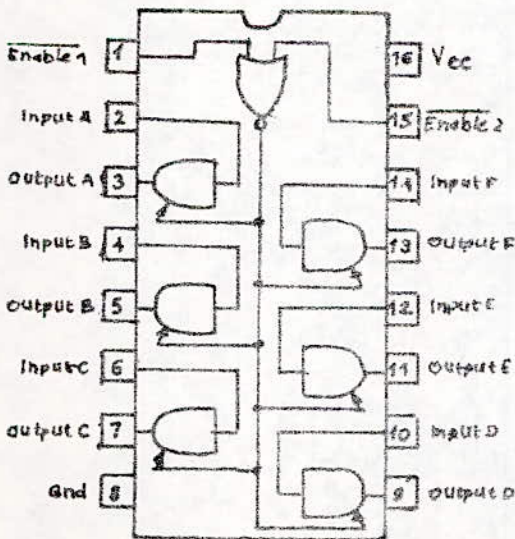 Enable 1
1
Input A
2
Output A
3
Input B
4
Output B
5
Input C
6
Output C
7
Gnd
8
16
Vcc
15
Enable 2
14
Input F
13
Output F
12
Input E
11
Output E
10
Input D
9
Output D